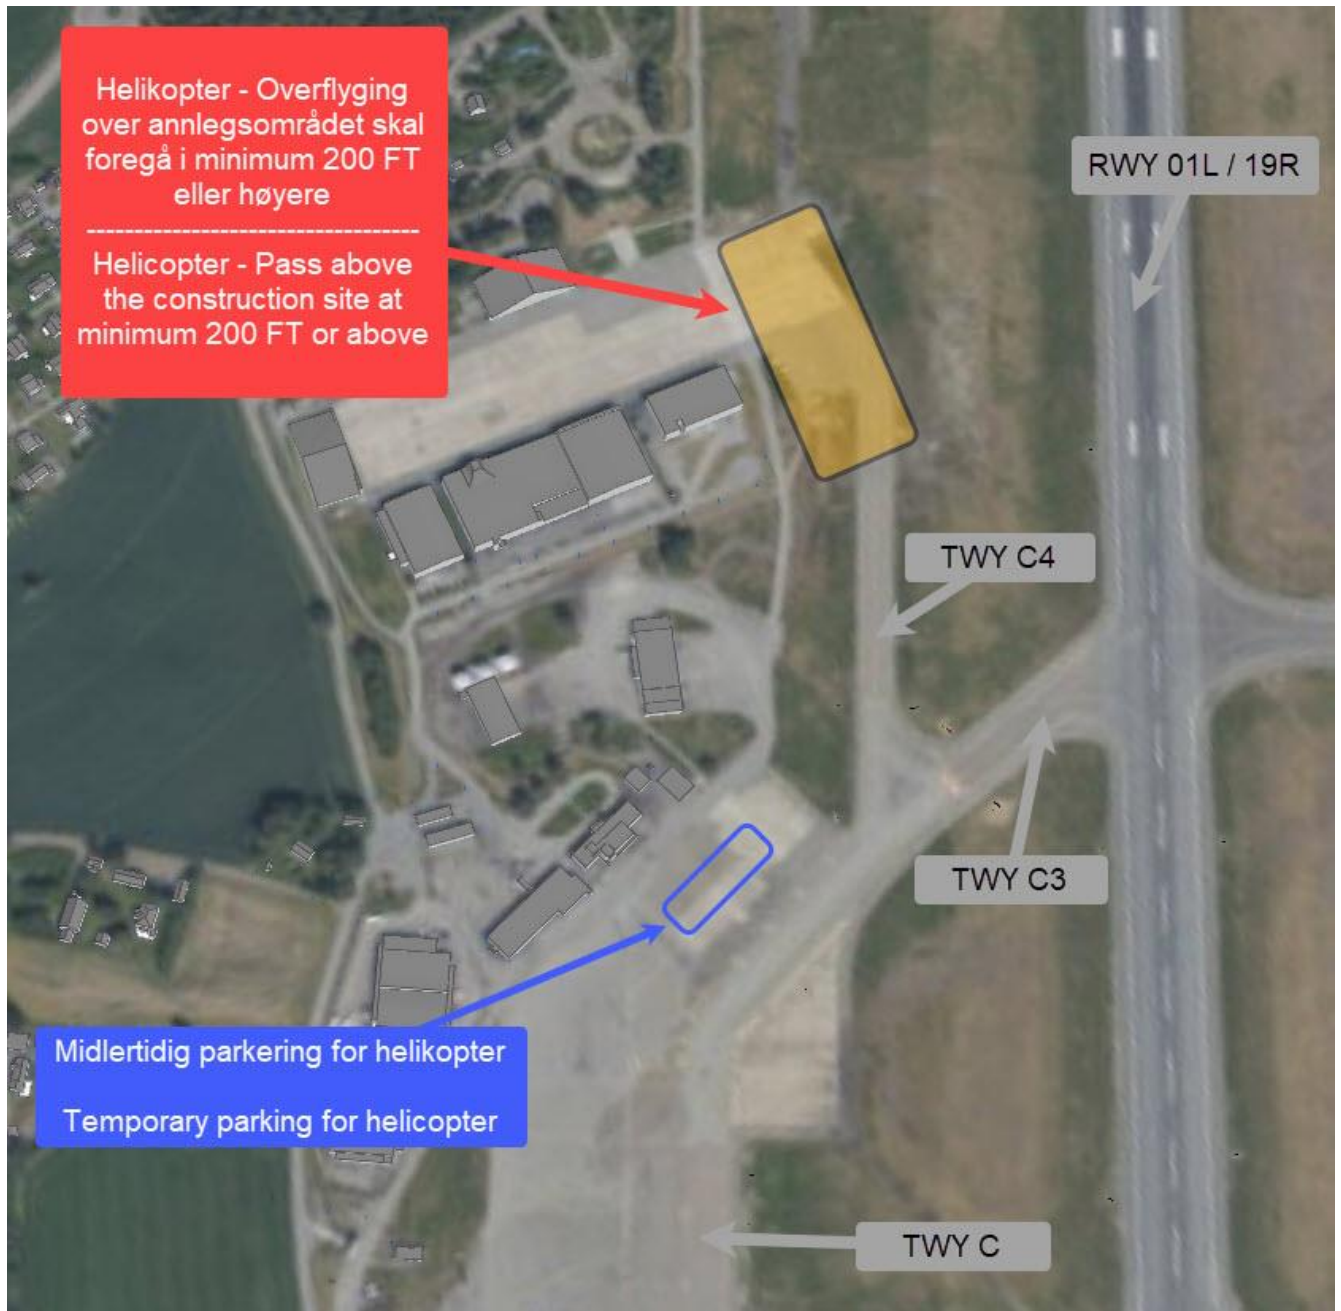 Helikopter - Overflyging
over annlegsområdet skal
foregå i minimum 200 FT
eller høyere
---------------------------------
Helicopter - Pass above
the construction site at
minimum 200 FT or above
RWY 01L / 19R
TWY C4
TWY C3
Midlertidig parkering for helikopter
Temporary parking for helicopter
TWY C